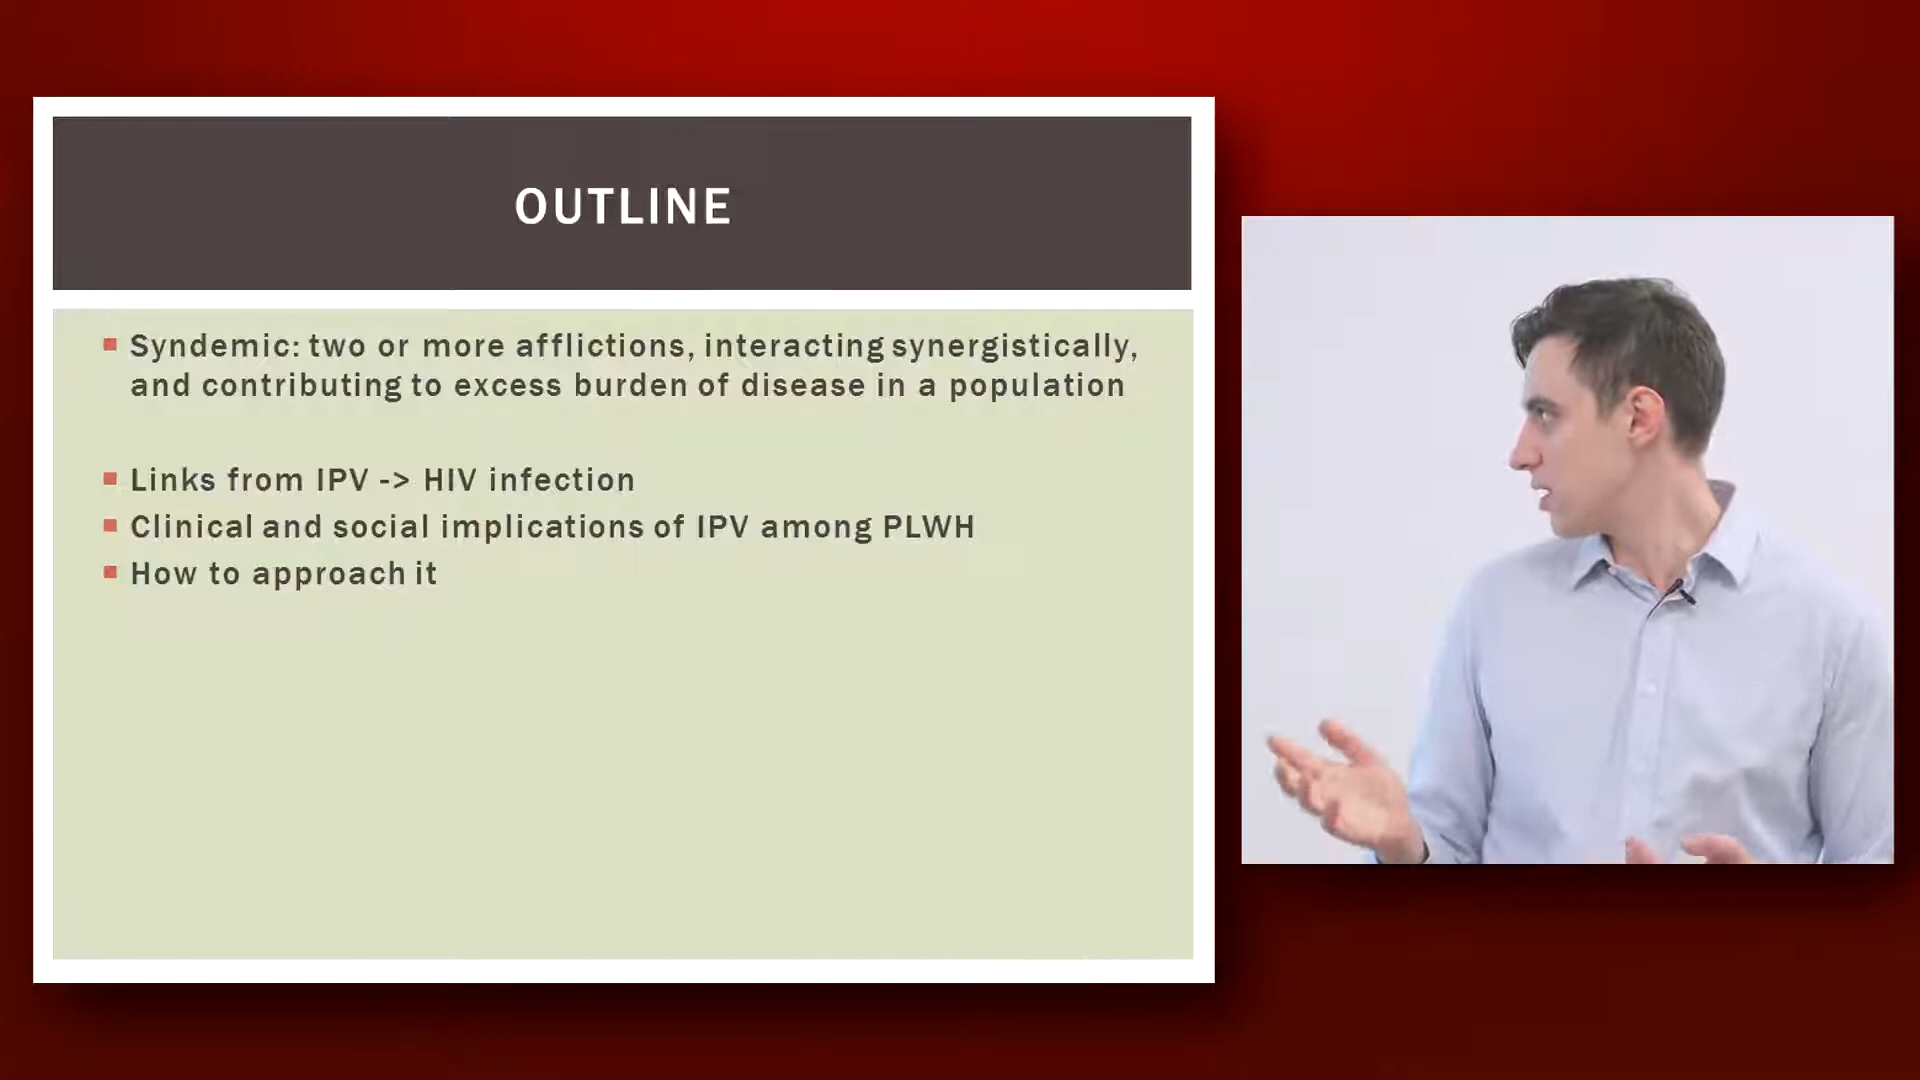 OUTLINE
Syndemic: two or more afflictions, interacting synergistically,
and contributing to excess burden of disease in a population
Links from IPV -> HIV infection
Clinical and social implications of IPV among PLWH
How to approach it